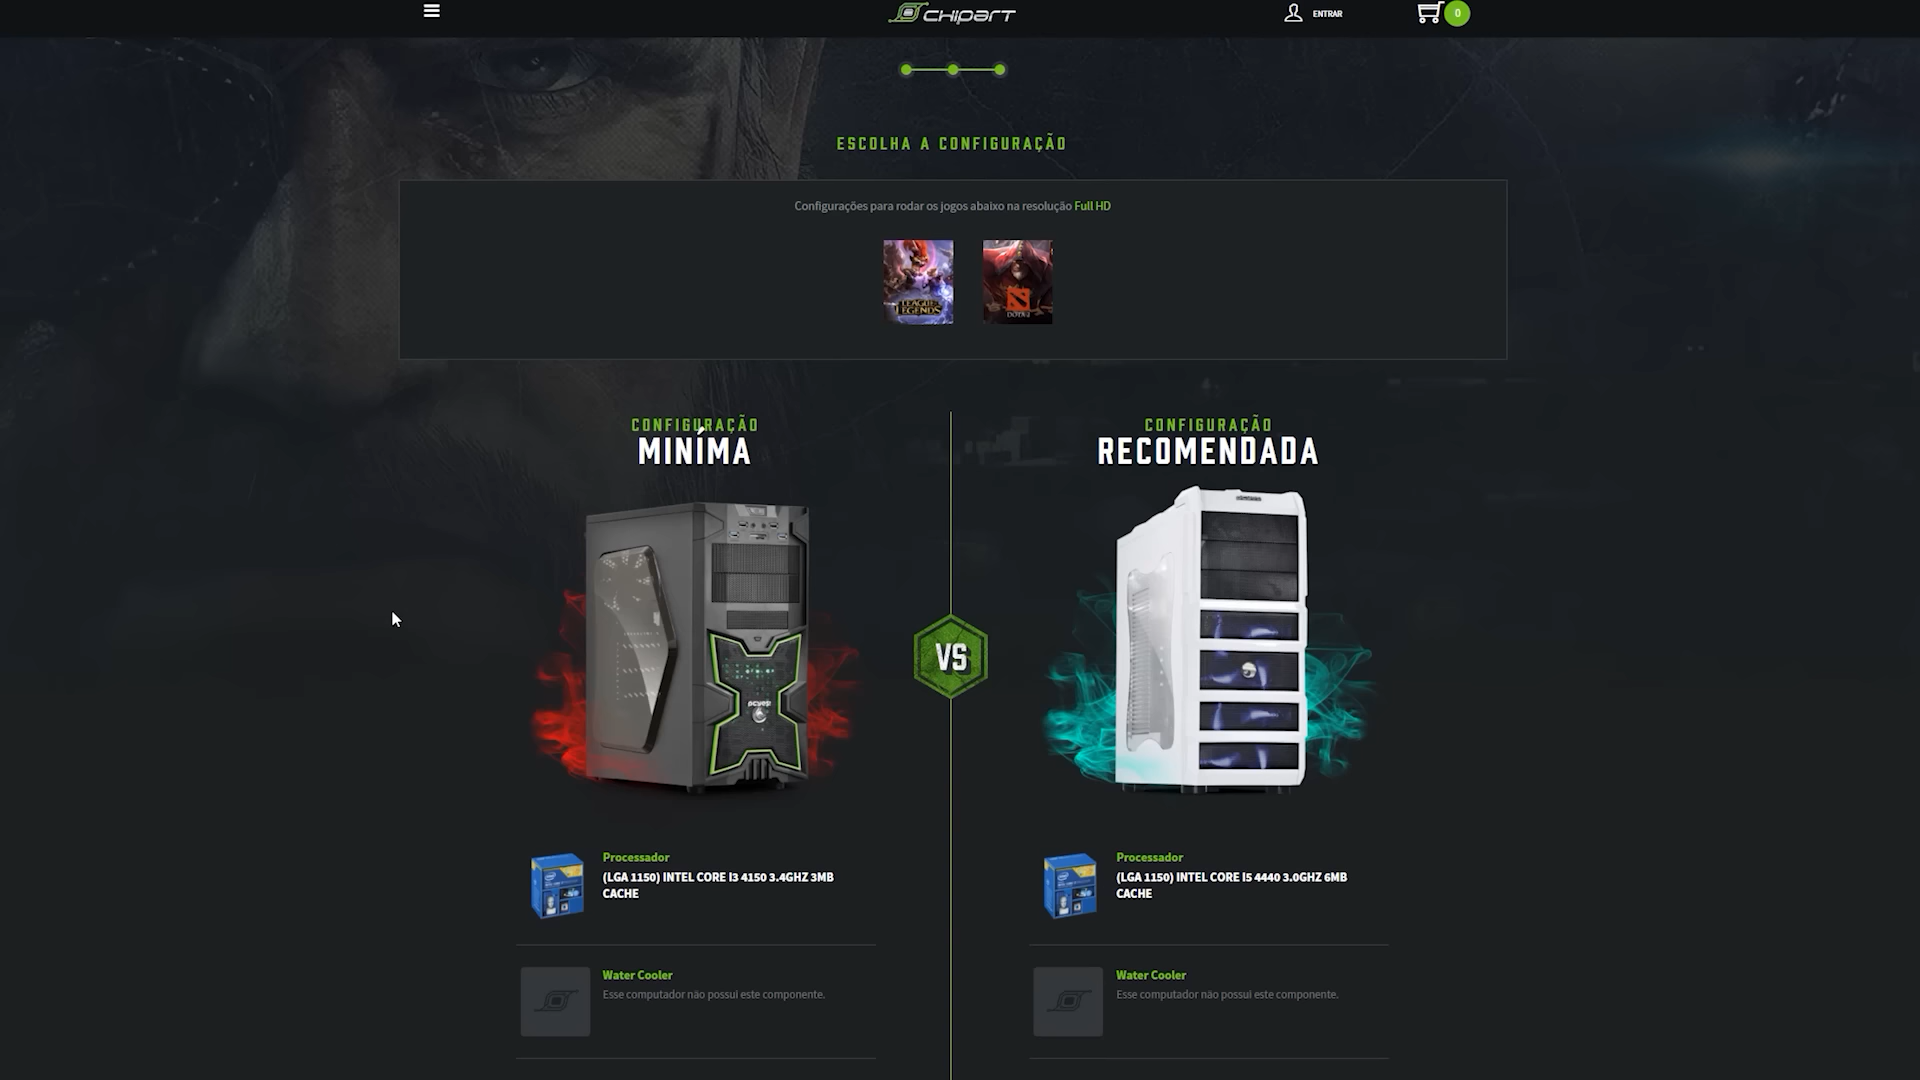 CHIPART
ENTRAR
0
ESCOLHA A CONFIGURAÇÃO
Configurações para rodar os jogos abaixo na resolução Full HD
LEAGUE LEGENDS
DOTA 2
CONFIGURAÇÃO
MINÍMA
CONFIGURAÇÃO
RECOMENDADA
pcyes!
VS
Processador
(LGA 1150) INTEL CORE I3 4150 3.4GHZ 3MB
CACHE
Processador
(LGA 1150) INTEL CORE I5 4440 3.0GHZ 6MB
CACHE
Water Cooler
Esse computador não possui este componente.
Water Cooler
Esse computador não possui este componente.